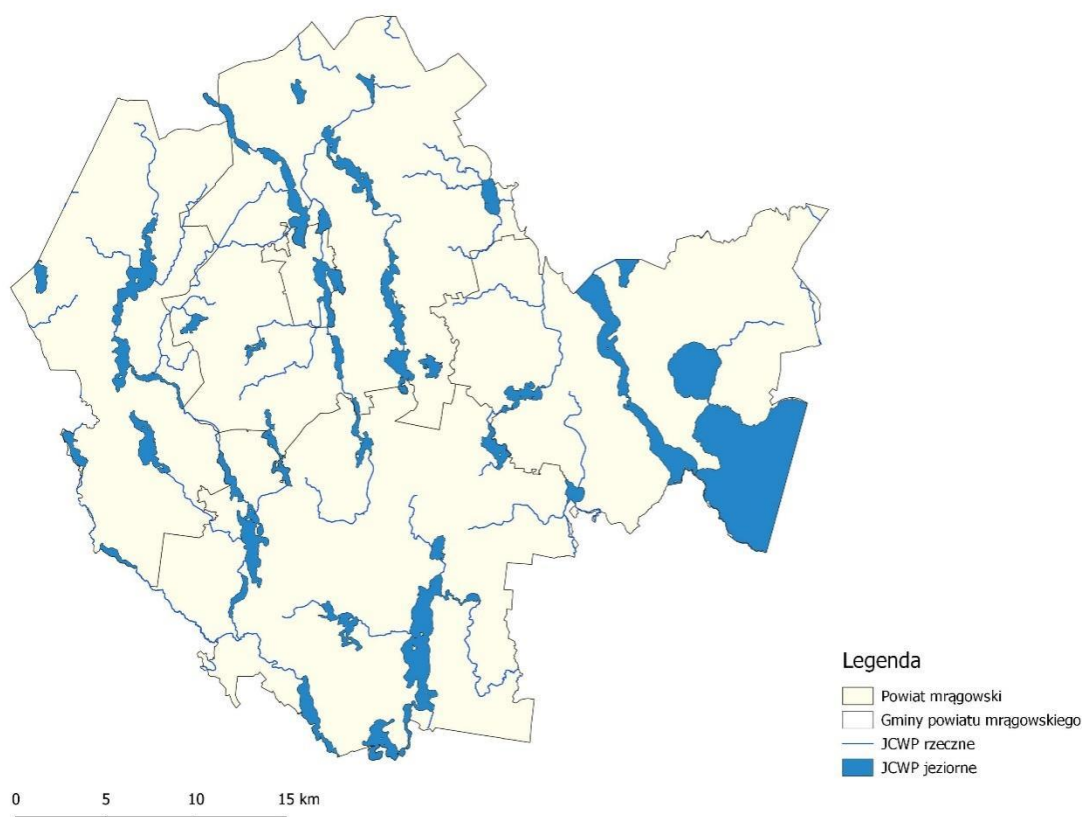 Legenda
Powiat mrągowski
Gminy powiatu mrągowskiego
JCWP rzeczne
JCWP jeziorne
0 5 10 15 km